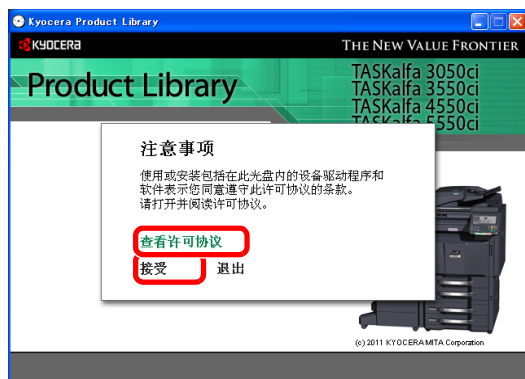 Kyocera Product Library
KYOCERA
THE NEW VALUE FRONTIER
Product Library
TASKalfa 3050ci
TASKalfa 3550ci
TASKalfa 4550ci
TASKalfa 5550ci
注意事项
使用或安装包括在此光盘内的设备驱动程序和
软件表示您同意遵守此许可协议的条款。
请打开并阅读许可协议。
查看许可协议
接受 退出
(c) 2011 KYOCERA MITA Corporation